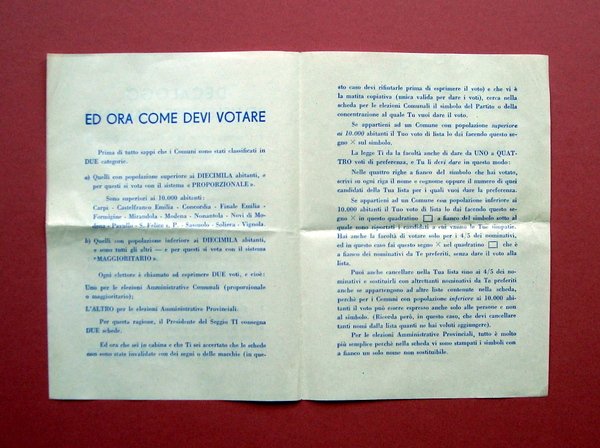 ED ORA COME DEVI VOTARE
Prima di tutto sappi che i Comuni sono stati classificati in
DUE categorie.
a) Quelli con popolazione superiore ai DIECIMILA abitanti, e
per questi si vota con il sistema « PROPORZIONALE ».
Sono superiori ai 10.000 abitanti:
Carpi - Castelfranco Emilia - Concordia - Finale Emilia -
Formigine - Mirandola - Modena - Nonantola - Novi di Mo-
dena - Pavullo - S. Felice s. P. - Sassuolo - Soliera - Vignola.
b) Quelli con popolazione inferiore ai DIECIMILA abitanti,
e sono tutti gli altri — e per questi si vota con il sistema
"MAGGIORITARIO ».
Ogni elettore è chiamato ad esprimere DUE voti, e cioè:
Uno per le elezioni Amministrative Comunali (proporzionale
o maggioritario);
L'ALTRO per le elezioni Amministrative Provinciali.
Per questa ragione, il Presidente del Seggio TI consegna
DUE schede.
Ed ora che sei in cabina e che Ti sei accertato che le schede
non sono state invalidate con dei segni o delle macchie (in que-
sto caso devi rifiutarle prima di esprimere il voto) e che vi è
la matita copiativa (unica valida per dare i voti), cerca nella
scheda per le elezioni Comunali il simbolo del Partito o della
concentrazione al quale Tu vuoi dare il voto.
Se appartieni ad un Comune con popolazione superiore
ai 10.000 abitanti il Tuo voto di lista lo dai facendo questo se-
gno × sul simbolo.
La legge Ti da la facoltà anche di dare da UNO a QUAT-
TRO voti di preferenza, e Tu li devi dare in questo modo:
Nelle quattro righe a fianco del simbolo che hai votato,
scrivi su ogni riga il nome e cognome oppure il numero di quei
candidati della Tua lista per i quali vuoi dare la preferenza.
Se appartieni ad un Comune con popolazione inferiore ai
10.000 abitanti il Tuo voto di lista lo dai facendo questo se-
gno × in questo quadratino a fianco del simbolo sotto al
quale sono riportati i candidati a cui vanno le Tue simpatie.
Hai anche la facoltà di votare solo per i 4/5 dei nominativi,
ed in questo caso fai questo segno × nel quadratino che è
a fianco dei nominativi da Te preferiti, senza dare il voto alla
lista.
Puoi anche cancellare nella Tua lista sino ai 4/5 dei no-
minativi e sostituirli con altrettanti nominativi da Te preferiti
anche se appartengono ad altre liste contenute nella scheda,
perchè per i Comuni con popolazione inferiore ai 10.000 abi-
tanti il voto può essere espresso anche solo alle persone e non
al simbolo. (Ricorda però, in questo caso, che devi cancellare
tanti nomi dalla lista quanti ne hai voluti aggiungere).
Per le elezioni Amministrative Provinciali, tutto è molto
più semplice perchè nella scheda vi sono stampati i simboli con
a fianco un solo nome non sostituibile.